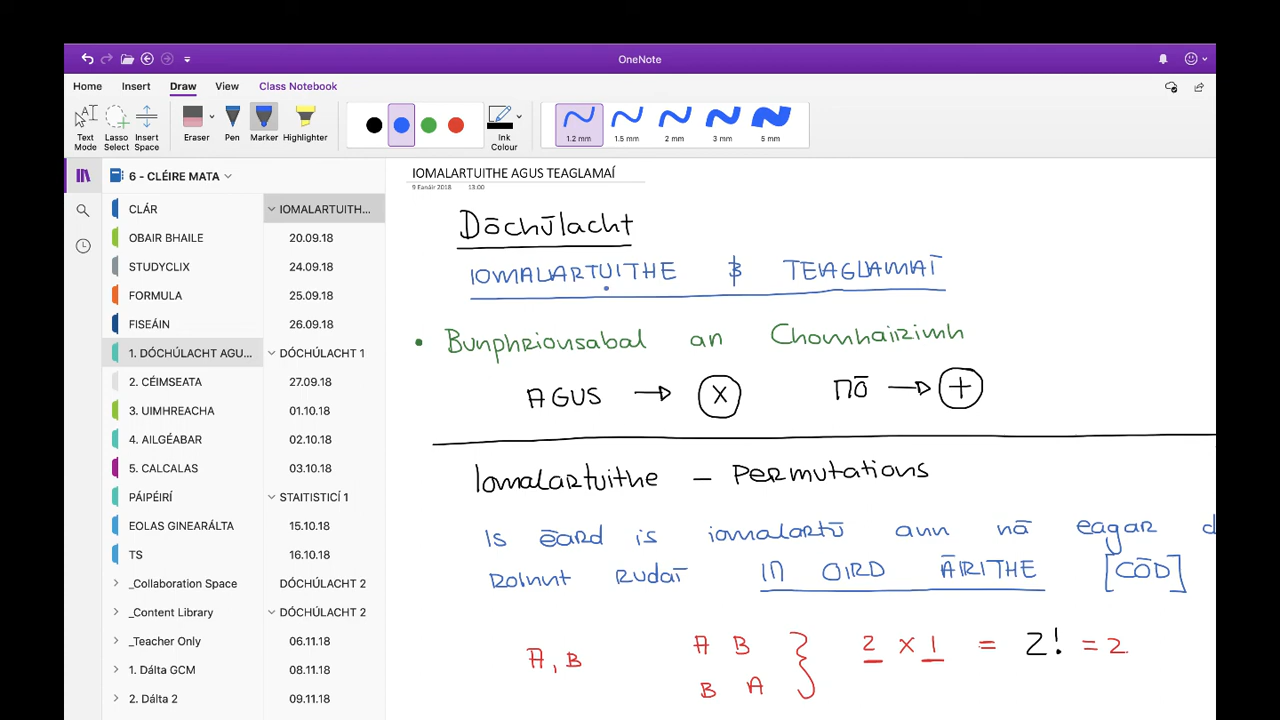 OneNote
Home Insert Draw View Class Notebook
Text Mode
Lasso Select
Insert Space
Eraser
Pen
Marker
Highlighter
Ink Colour
1.2 mm
1.5 mm
2 mm
3 mm
5 mm
6 - CLÉIRE MATA
CLÁR
OBAIR BHAILE
STUDYCLIX
FORMULA
FISEÁIN
1. DÓCHÚLACHT AGU...
2. CÉIMSEATA
3. UIMHREACHA
4. AILGÉABAR
5. CALCALAS
PÁIPÉIRÍ
EOLAS GINEARÁLTA
TS
_Collaboration Space
_Content Library
_Teacher Only
1. Dálta GCM
2. Dálta 2
IOMALARTUITH...
20.09.18
24.09.18
25.09.18
26.09.18
DÓCHÚLACHT 1
27.09.18
01.10.18
02.10.18
03.10.18
STAITISTICÍ 1
15.10.18
16.10.18
DÓCHÚLACHT 2
DÓCHÚLACHT 2
06.11.18
08.11.18
09.11.18
IOMALARTUITHE AGUS TEAGLAMAÍ
9 Eanáir 2018 13:00
Dóchúlacht
IOMALARTUITHE & TEAGLAMAÍ
• Bunphrionsabal an Chomhairimh
AGUS → × NÓ → +
Iomalartuithe – Permutations
Is éard is iomalartú ann ná eagar d
roinnt rudaí IN OIRD ÁRITHE [CÓD]
A, B A B } 2 × 1 = 2! = 2
B A